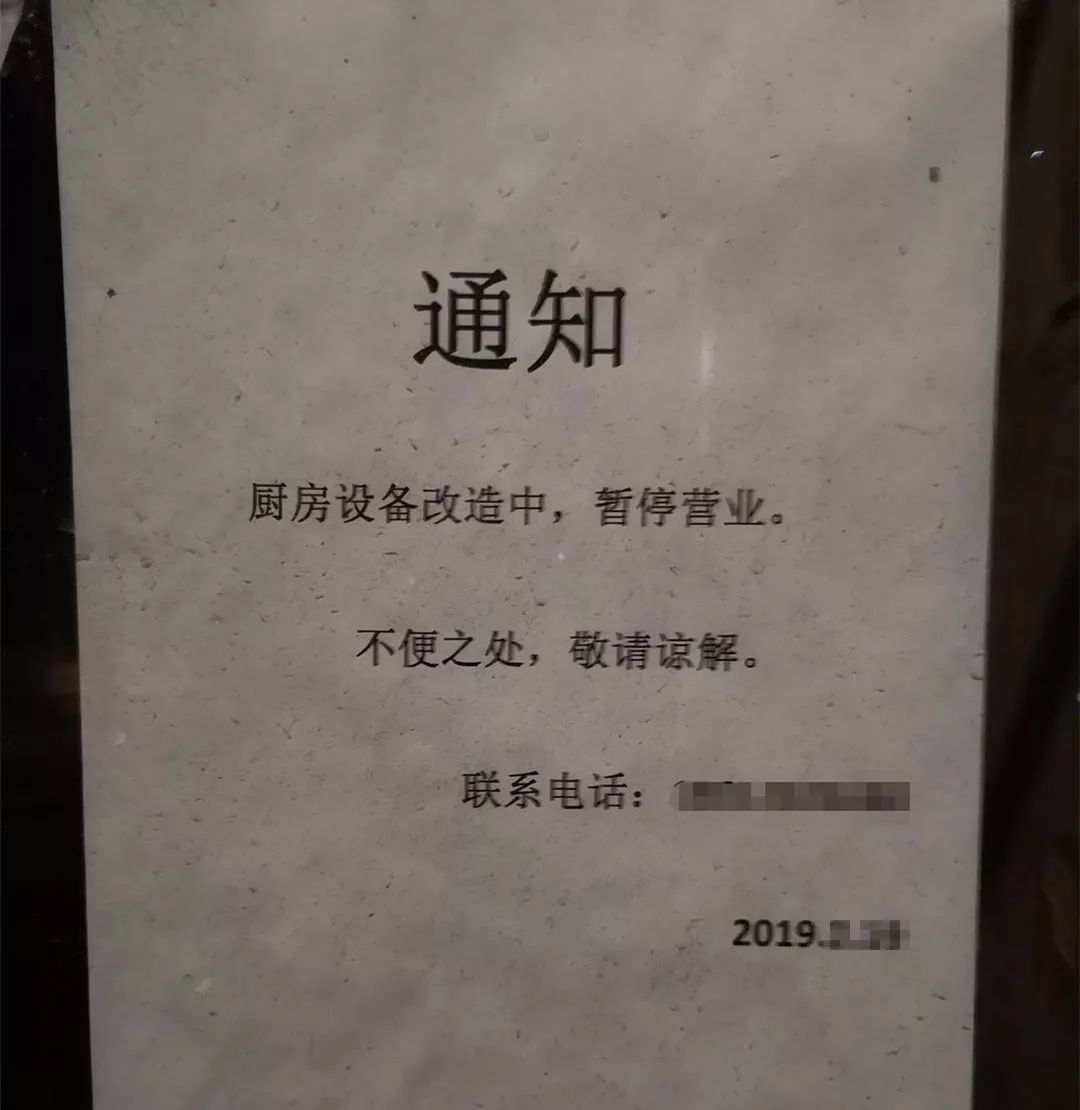 通知
厨房设备改造中，暂停营业。
不便之处，敬请谅解。
联系电话：
2019.